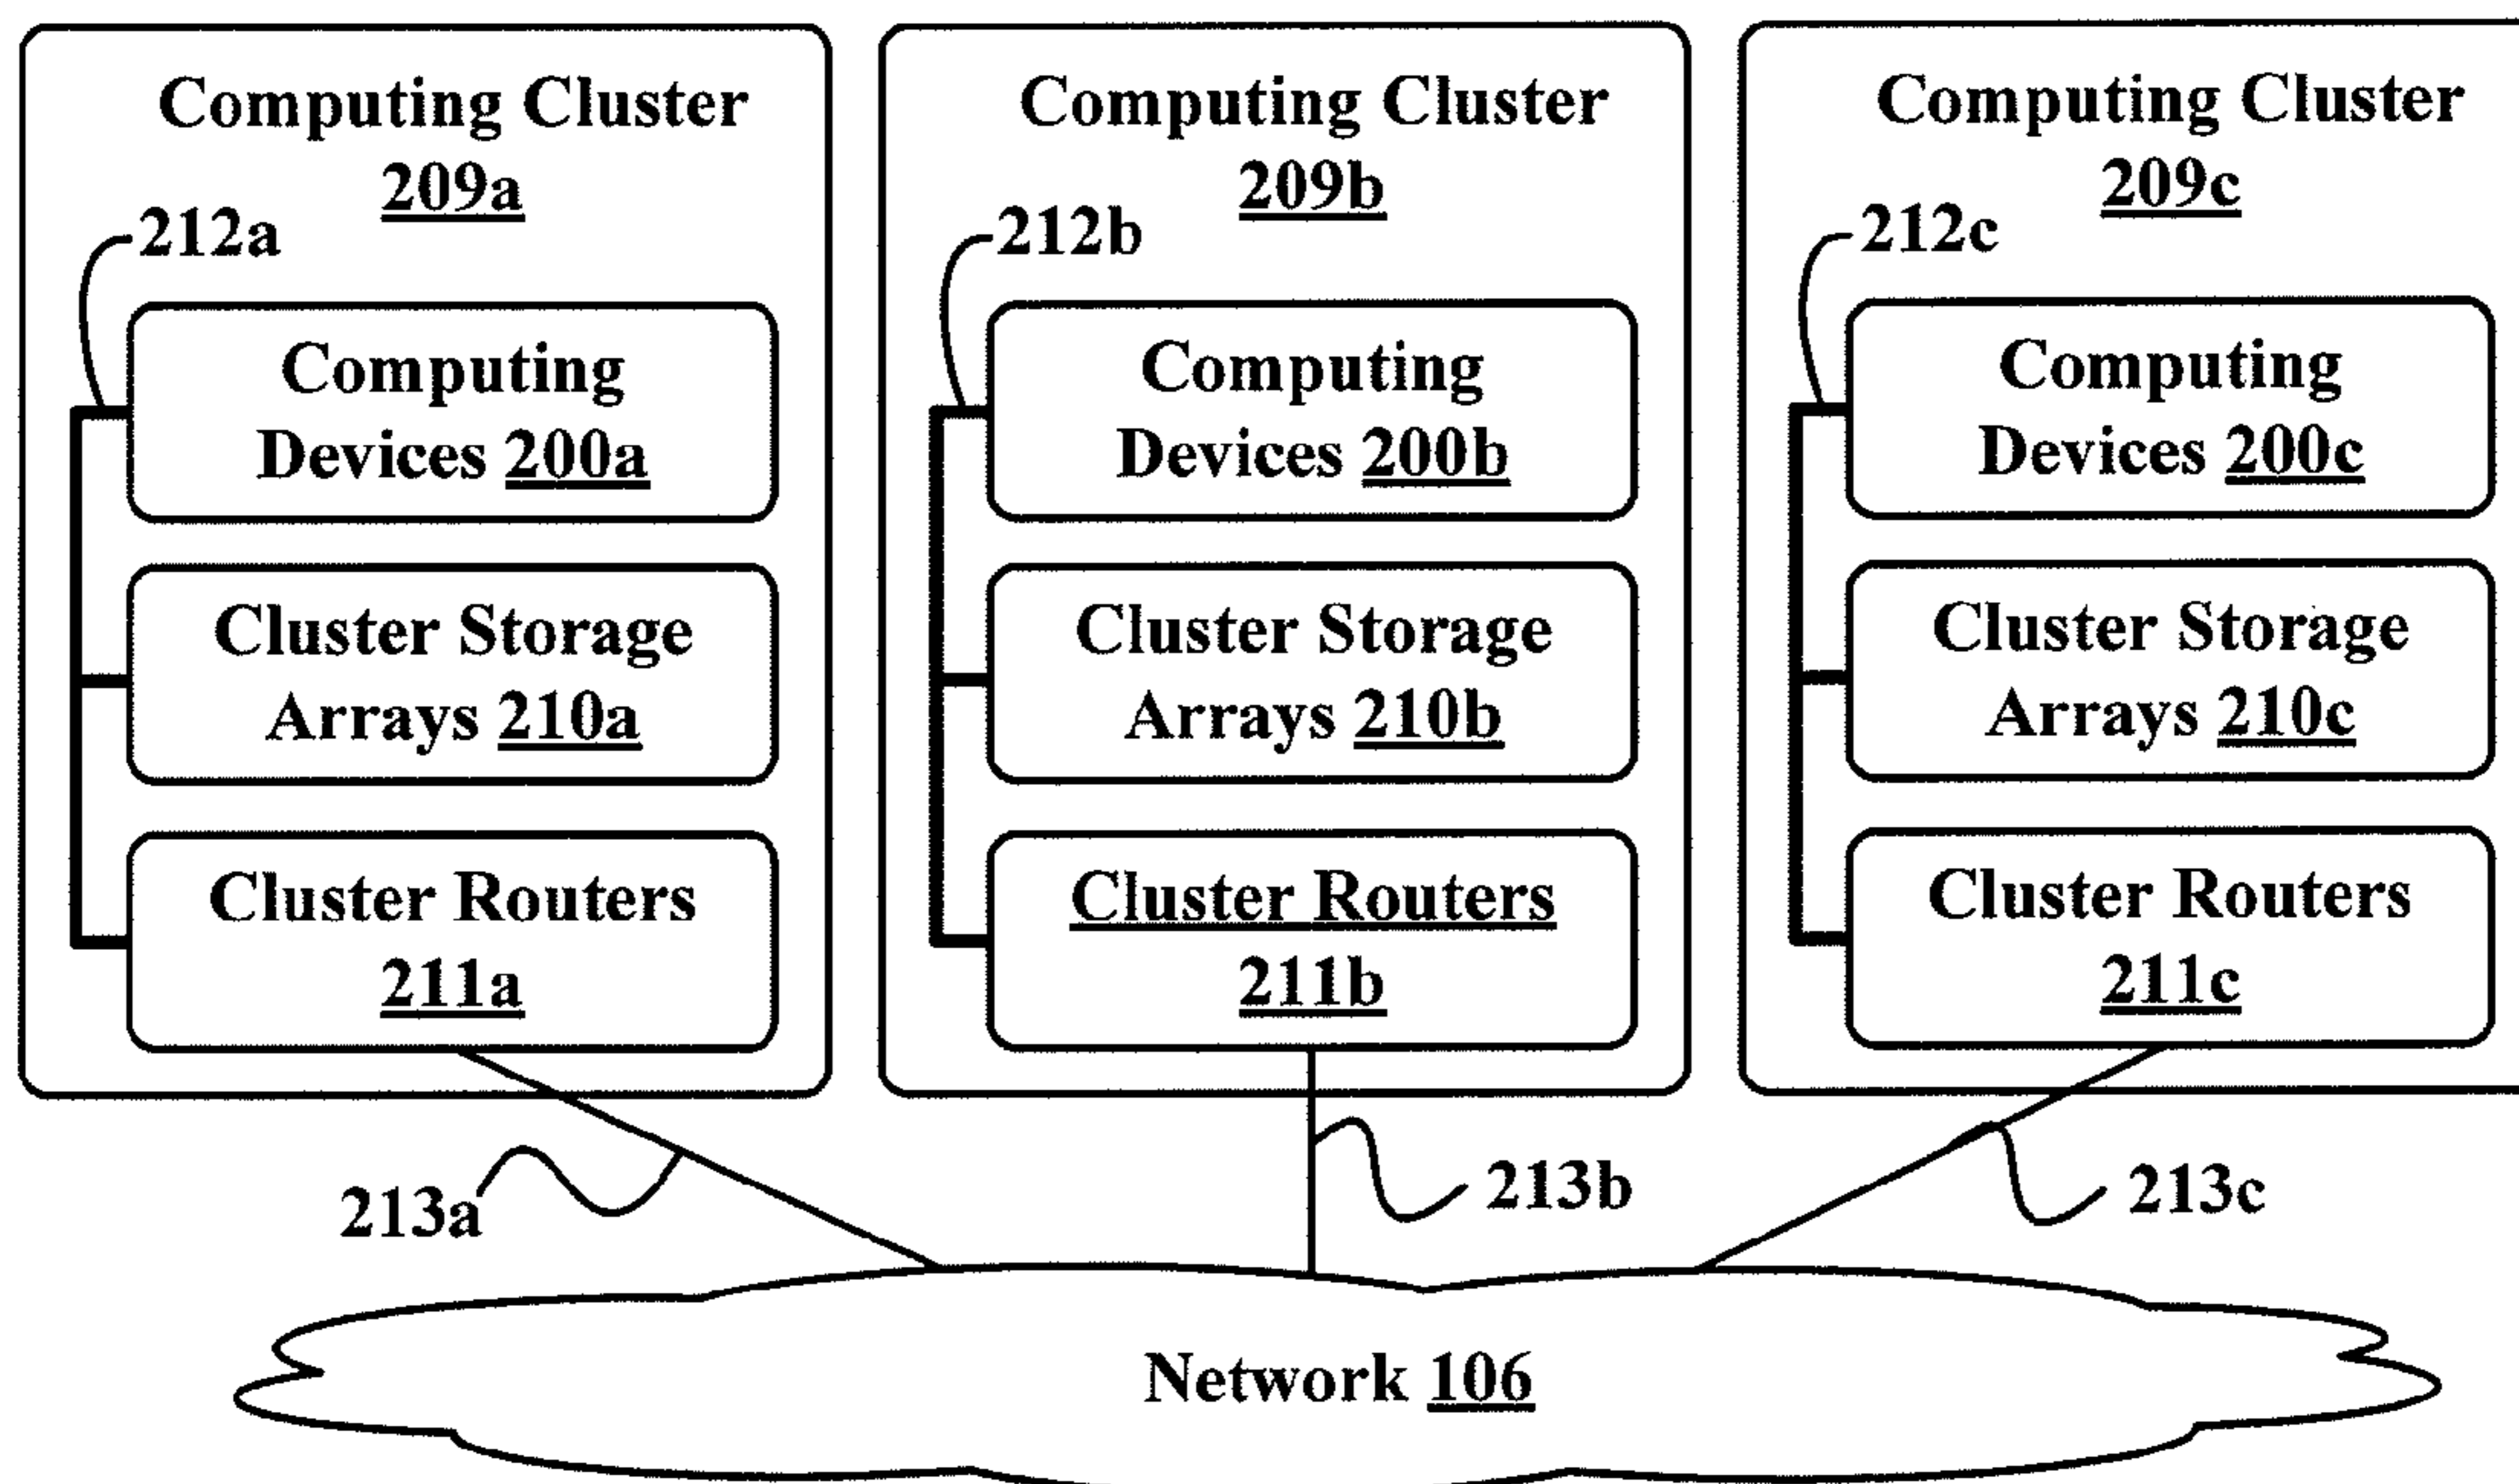 Computing Cluster
209a
212a
Computing
Devices 200a
Cluster Storage
Arrays 210a
Cluster Routers
211a
Computing Cluster
209b
212b
Computing
Devices 200b
Cluster Storage
Arrays 210b
Cluster Routers
211b
Computing Cluster
209c
212c
Computing
Devices 200c
Cluster Storage
Arrays 210c
Cluster Routers
211c
213a
213b
213c
Network 106